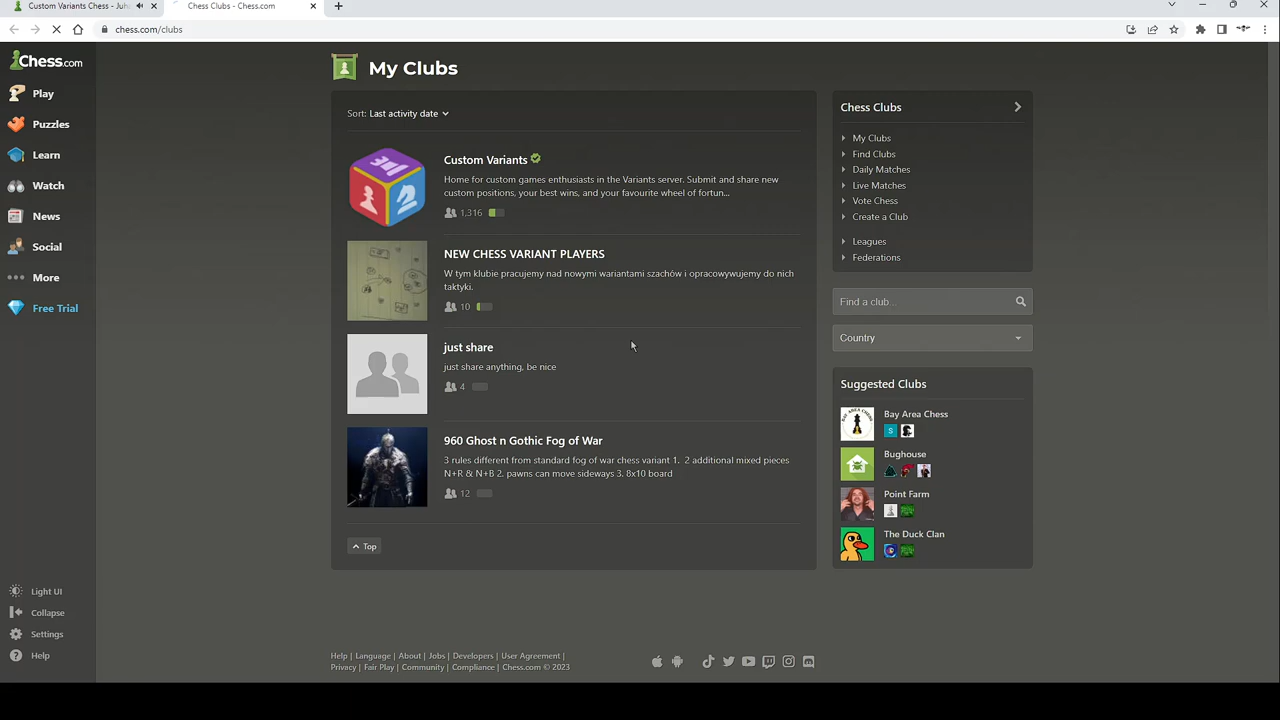 Custom Variants Chess - Juh
Chess Clubs - Chess.com
chess.com/clubs
Chess.com
Play
Puzzles
Learn
Watch
News
Social
More
Free Trial
Light UI
Collapse
Settings
Help
My Clubs
Sort: Last activity date
Custom Variants
Home for custom games enthusiasts in the Variants server. Submit and share new
custom positions, your best wins, and your favourite wheel of fortun...
1,316
NEW CHESS VARIANT PLAYERS
W tym klubie pracujemy nad nowymi wariantami szachów i opracowywujemy do nich
taktyki.
10
just share
just share anything, be nice
4
960 Ghost n Gothic Fog of War
3 rules different from standard fog of war chess variant 1. 2 additional mixed pieces
N+R & N+B 2. pawns can move sideways 3. 8x10 board
12
Top
Chess Clubs
My Clubs
Find Clubs
Daily Matches
Live Matches
Vote Chess
Create a Club
Leagues
Federations
Find a club...
Country
Suggested Clubs
Bay Area Chess
Bughouse
Point Farm
The Duck Clan
Help | Language | About | Jobs | Developers | User Agreement |
Privacy | Fair Play | Community | Compliance | Chess.com © 2023